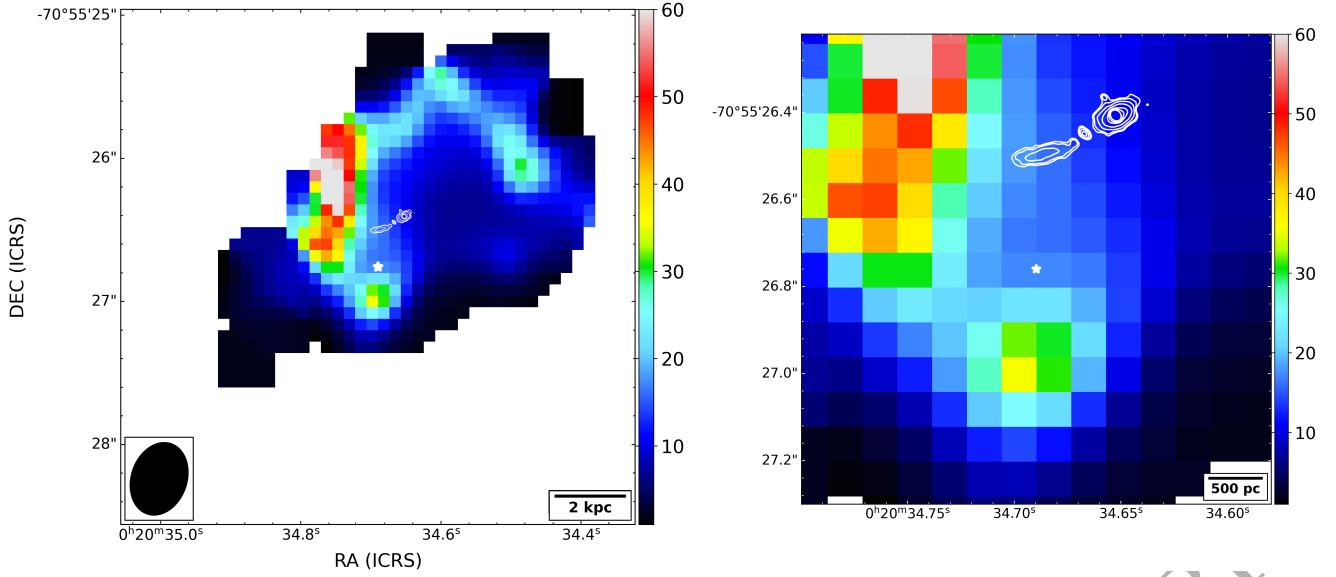 -70°55'25"
26"
27"
28"
DEC (ICRS)
0ʰ20ᵐ35.0ˢ
34.8ˢ
34.6ˢ
34.4ˢ
RA (ICRS)
2 kpc
60
50
40
30
20
10
-70°55'26.4"
26.6"
26.8"
27.0"
27.2"
0ʰ20ᵐ34.75ˢ
34.70ˢ
34.65ˢ
34.60ˢ
500 pc
60
50
40
30
20
10